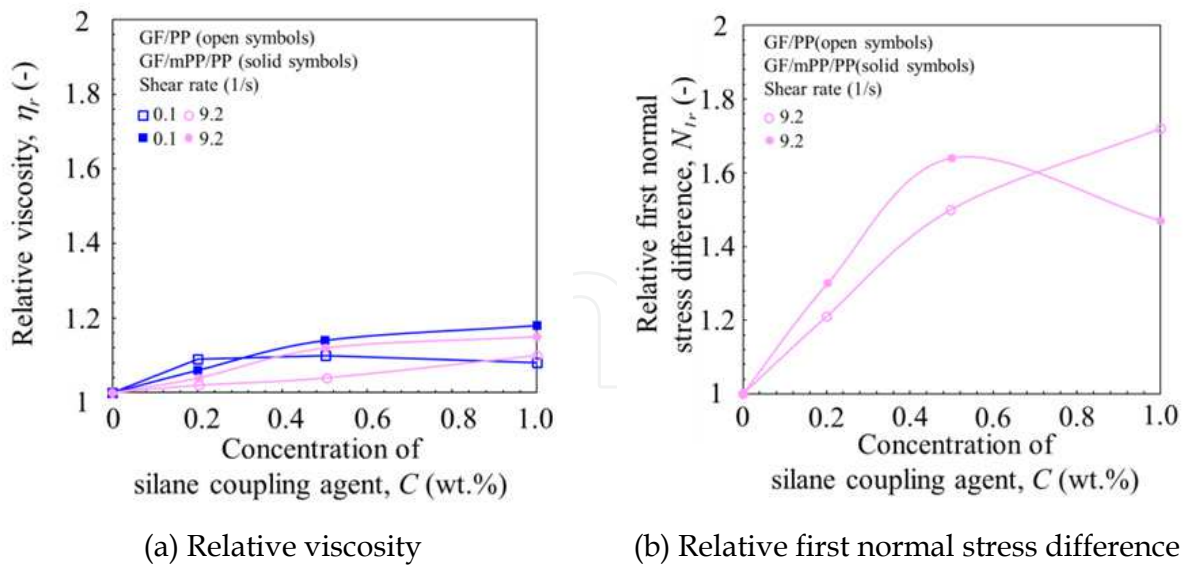 2
1.8
1.6
1.4
1.2
1
Relative viscosity, ηr (-)
GF/PP (open symbols)
GF/mPP/PP (solid symbols)
Shear rate (1/s)
0.1 9.2
0.1 9.2
0 0.2 0.4 0.6 0.8 1.0
Concentration of
silane coupling agent, C (wt.%)
(a) Relative viscosity
2
1.8
1.6
1.4
1.2
1
Relative first normal
stress difference, N1r (-)
GF/PP(open symbols)
GF/mPP/PP(solid symbols)
Shear rate (1/s)
9.2
9.2
0 0.2 0.4 0.6 0.8 1.0
Concentration of
silane coupling agent, C (wt.%)
(b) Relative first normal stress difference